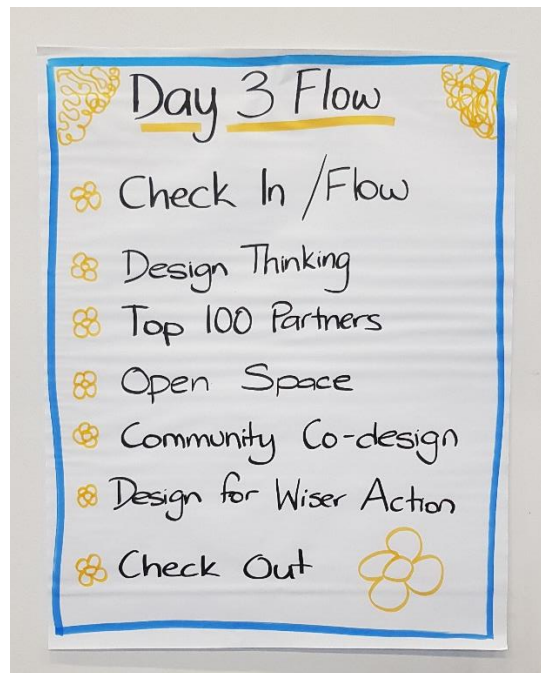 Day 3 Flow
Check In / Flow
Design Thinking
Top 100 Partners
Open Space
Community Co-design
Design for Wiser Action
Check Out